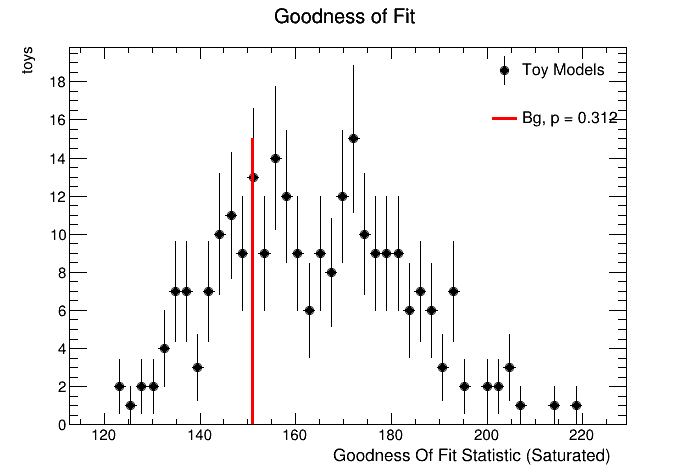 Goodness of Fit
toys
Toy Models
Bg, p = 0.312
18
16
14
12
10
8
6
4
2
0
120 140 160 180 200 220
Goodness Of Fit Statistic (Saturated)